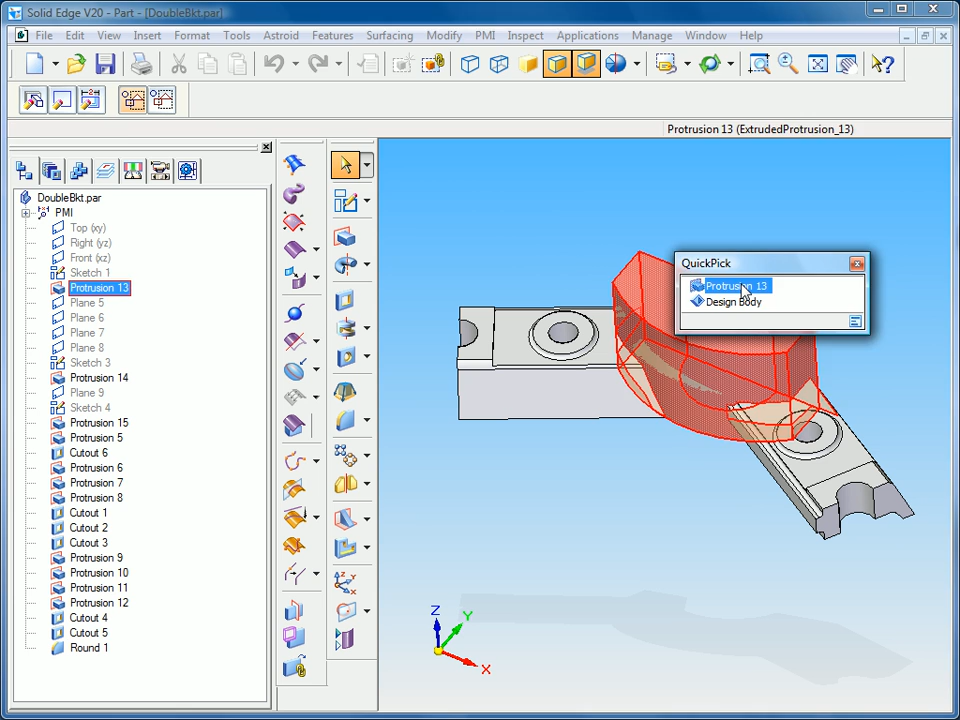 Solid Edge V20 - Part - [DoubleBkt.par]
File Edit View Insert Format Tools Astroid Features Surfacing Modify PMI Inspect Applications Manage Window Help
Protrusion 13 (ExtrudedProtrusion_13)
DoubleBkt.par
PMI
Top (xy)
Right (yz)
Front (xz)
Sketch 1
Protrusion 13
Plane 5
Plane 6
Plane 7
Plane 8
Sketch 3
Protrusion 14
Plane 9
Sketch 4
Protrusion 15
Protrusion 5
Cutout 6
Protrusion 6
Protrusion 7
Protrusion 8
Cutout 1
Cutout 2
Cutout 3
Protrusion 9
Protrusion 10
Protrusion 11
Protrusion 12
Cutout 4
Cutout 5
Round 1
QuickPick
Protrusion 13
Design Body
Z
Y
X